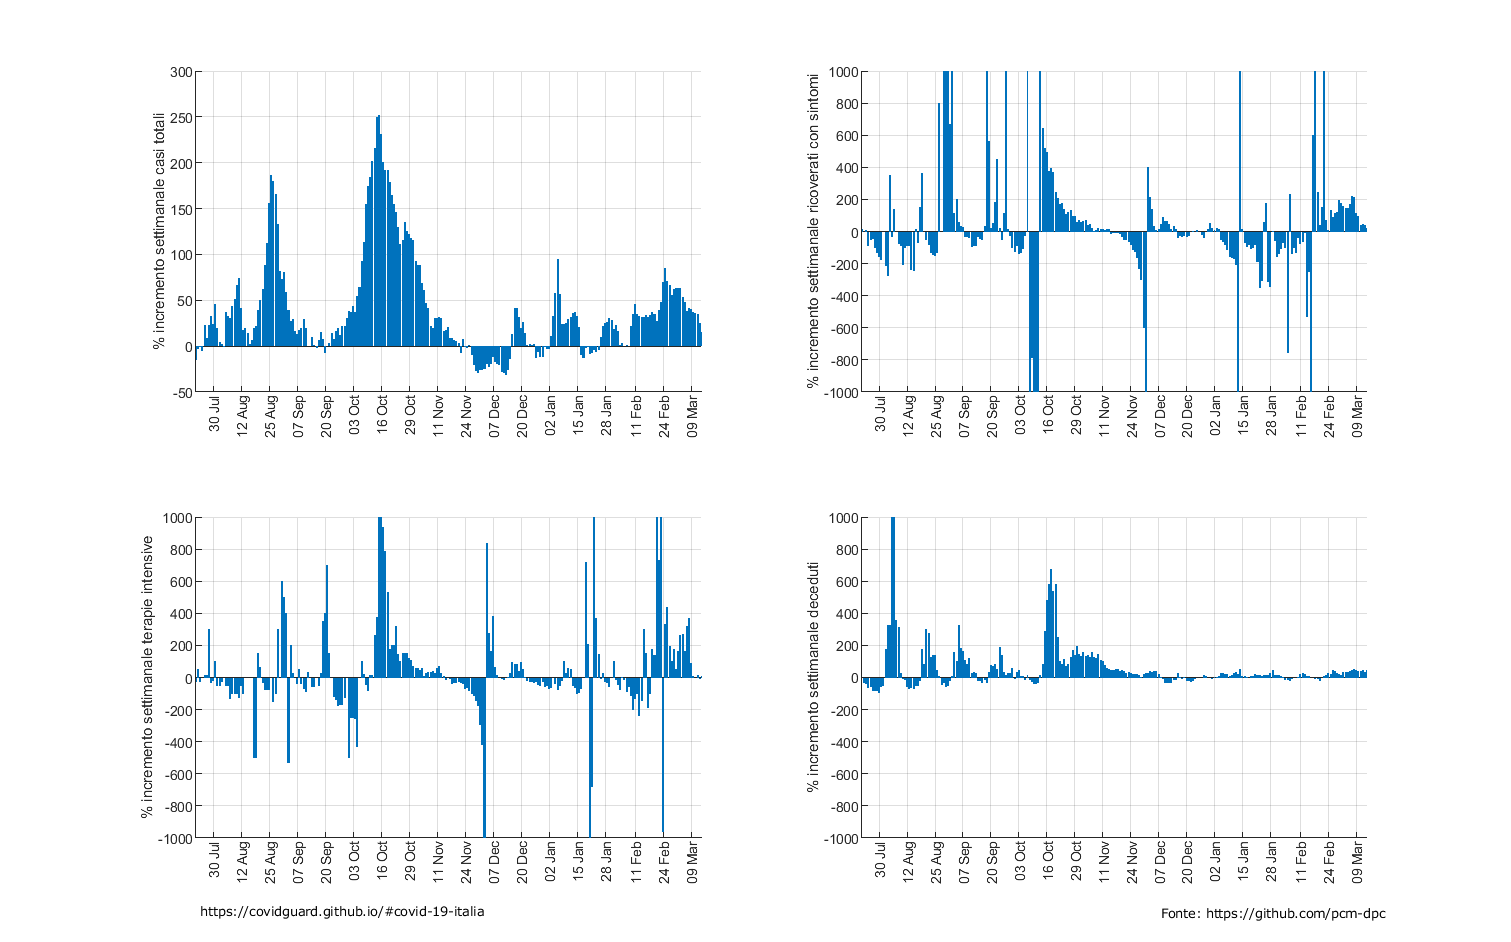 % incremento settimanale casi totali
300
250
200
150
100
50
0
-50
30 Jul
12 Aug
25 Aug
07 Sep
20 Sep
03 Oct
16 Oct
29 Oct
11 Nov
24 Nov
07 Dec
20 Dec
02 Jan
15 Jan
28 Jan
11 Feb
24 Feb
09 Mar
% incremento settimanale ricoverati con sintomi
1000
800
600
400
200
0
-200
-400
-600
-800
-1000
30 Jul
12 Aug
25 Aug
07 Sep
20 Sep
03 Oct
16 Oct
29 Oct
11 Nov
24 Nov
07 Dec
20 Dec
02 Jan
15 Jan
28 Jan
11 Feb
24 Feb
09 Mar
% incremento settimanale terapie intensive
1000
800
600
400
200
0
-200
-400
-600
-800
-1000
30 Jul
12 Aug
25 Aug
07 Sep
20 Sep
03 Oct
16 Oct
29 Oct
11 Nov
24 Nov
07 Dec
20 Dec
02 Jan
15 Jan
28 Jan
11 Feb
24 Feb
09 Mar
% incremento settimanale deceduti
1000
800
600
400
200
0
-200
-400
-600
-800
-1000
30 Jul
12 Aug
25 Aug
07 Sep
20 Sep
03 Oct
16 Oct
29 Oct
11 Nov
24 Nov
07 Dec
20 Dec
02 Jan
15 Jan
28 Jan
11 Feb
24 Feb
09 Mar
https://covidguard.github.io/#covid-19-italia
Fonte: https://github.com/pcm-dpc